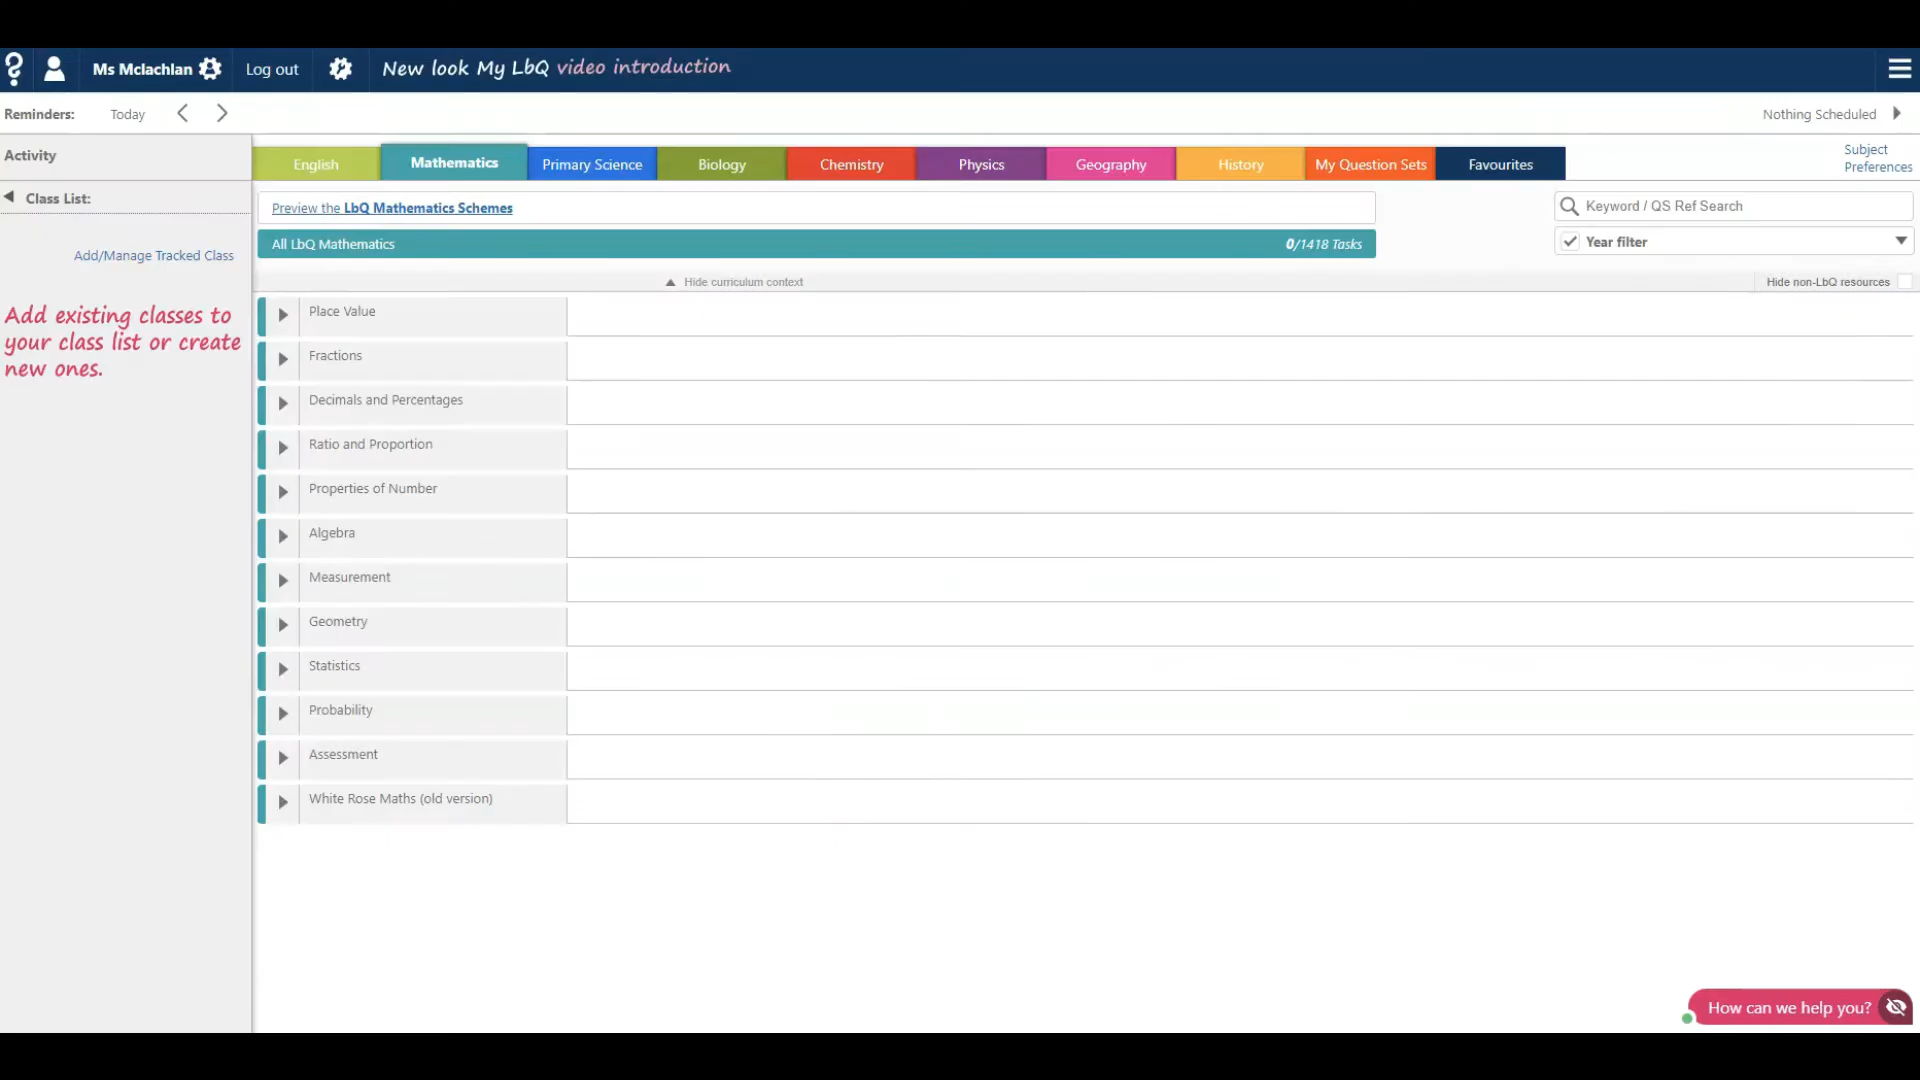 Ms Mclachlan
Log out
New look My LbQ video introduction
Reminders:
Today
Nothing Scheduled
Activity
English
Mathematics
Primary Science
Biology
Chemistry
Physics
Geography
History
My Question Sets
Favourites
Subject
Preferences
Class List:
Preview the LbQ Mathematics Schemes
Keyword / QS Ref Search
All LbQ Mathematics
0/1418 Tasks
Year filter
Add/Manage Tracked Class
Hide curriculum context
Hide non-LbQ resources
Add existing classes to
your class list or create
new ones.
Place Value
Fractions
Decimals and Percentages
Ratio and Proportion
Properties of Number
Algebra
Measurement
Geometry
Statistics
Probability
Assessment
White Rose Maths (old version)
How can we help you?